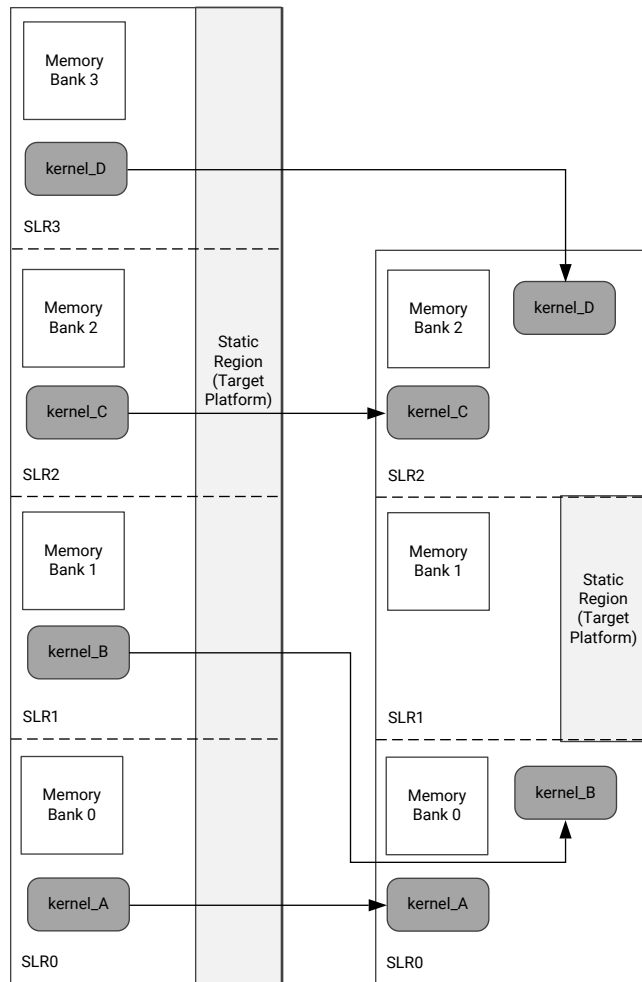 Memory
Bank 3
kernel_D
SLR3
Memory
Bank 2
kernel_C
SLR2
Memory
Bank 1
kernel_B
SLR1
Memory
Bank 0
kernel_A
SLR0
Static
Region
(Target
Platform)
Memory
Bank 2
kernel_D
kernel_C
SLR2
Memory
Bank 1
Static
Region
(Target
Platform)
SLR1
Memory
Bank 0
kernel_B
kernel_A
SLR0